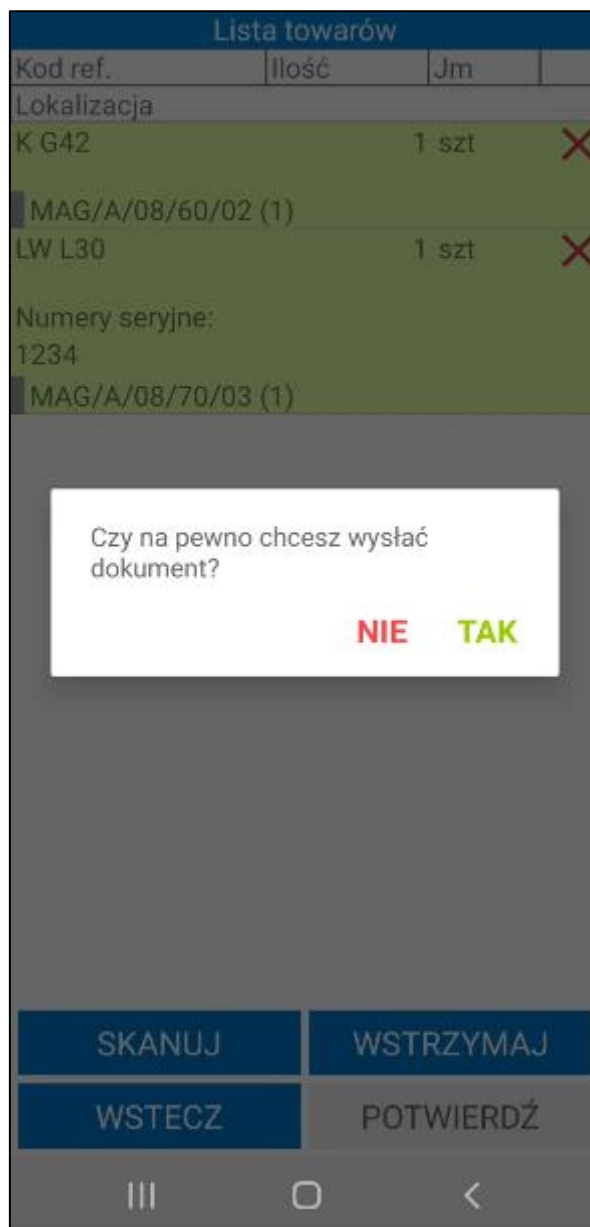 Lista towarów
Kod ref. Ilość Jm
Lokalizacja
K G42 1 szt
MAG/A/08/60/02 (1)
LW L30 1 szt
Numery seryjne:
1234
MAG/A/08/70/03 (1)
Czy na pewno chcesz wysłać
dokument?
NIE TAK
SKANUJ WSTRZYMAJ
WSTECZ POTWIERDŹ